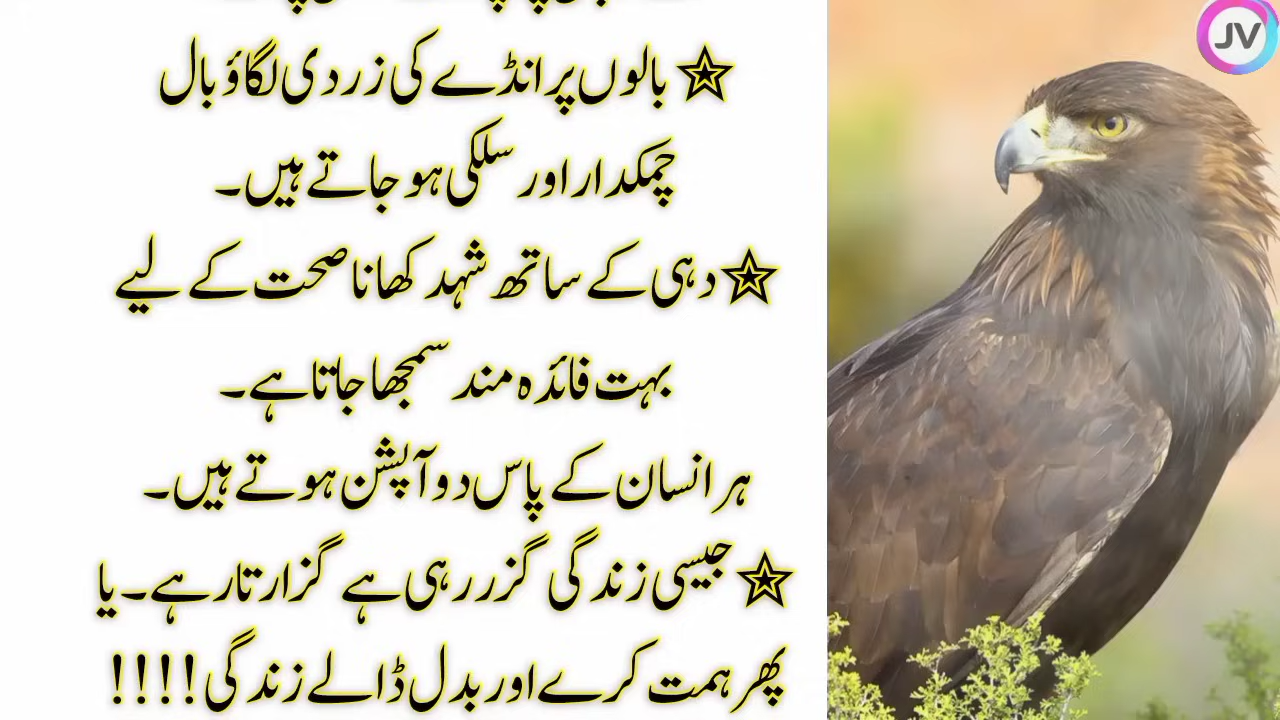 JV
☆ بالوں پر انڈے کی زردی لگاؤ بال
چمکدار اور سلکی ہو جاتے ہیں۔
☆ دہی کے ساتھ شہد کھانا صحت کے لیے
بہت فائدہ مند سمجھا جاتا ہے۔
ہر انسان کے پاس دو آپشن ہوتے ہیں۔
☆ جیسی زندگی گزر رہی ہے گزارتا رہے۔ یا
پھر ہمت کرے اور بدل ڈالے زندگی !!!!